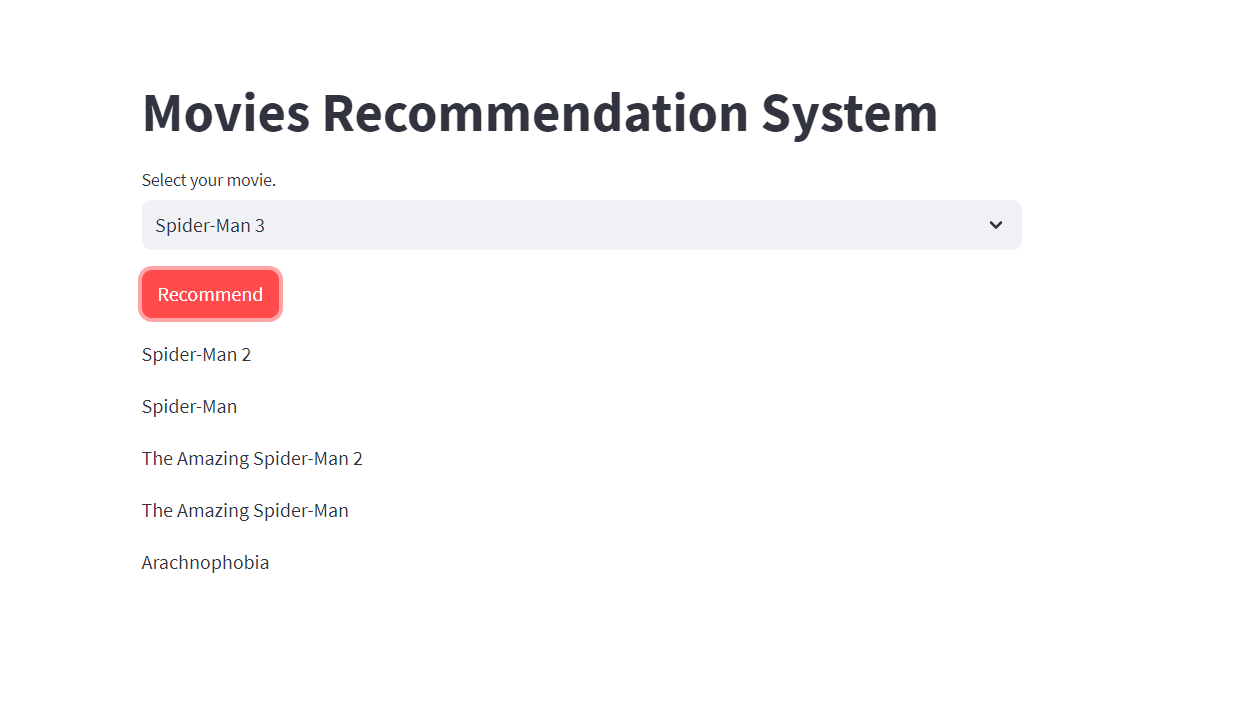 Movies Recommendation System
Select your movie.
Spider-Man 3
Recommend
Spider-Man 2
Spider-Man
The Amazing Spider-Man 2
The Amazing Spider-Man
Arachnophobia